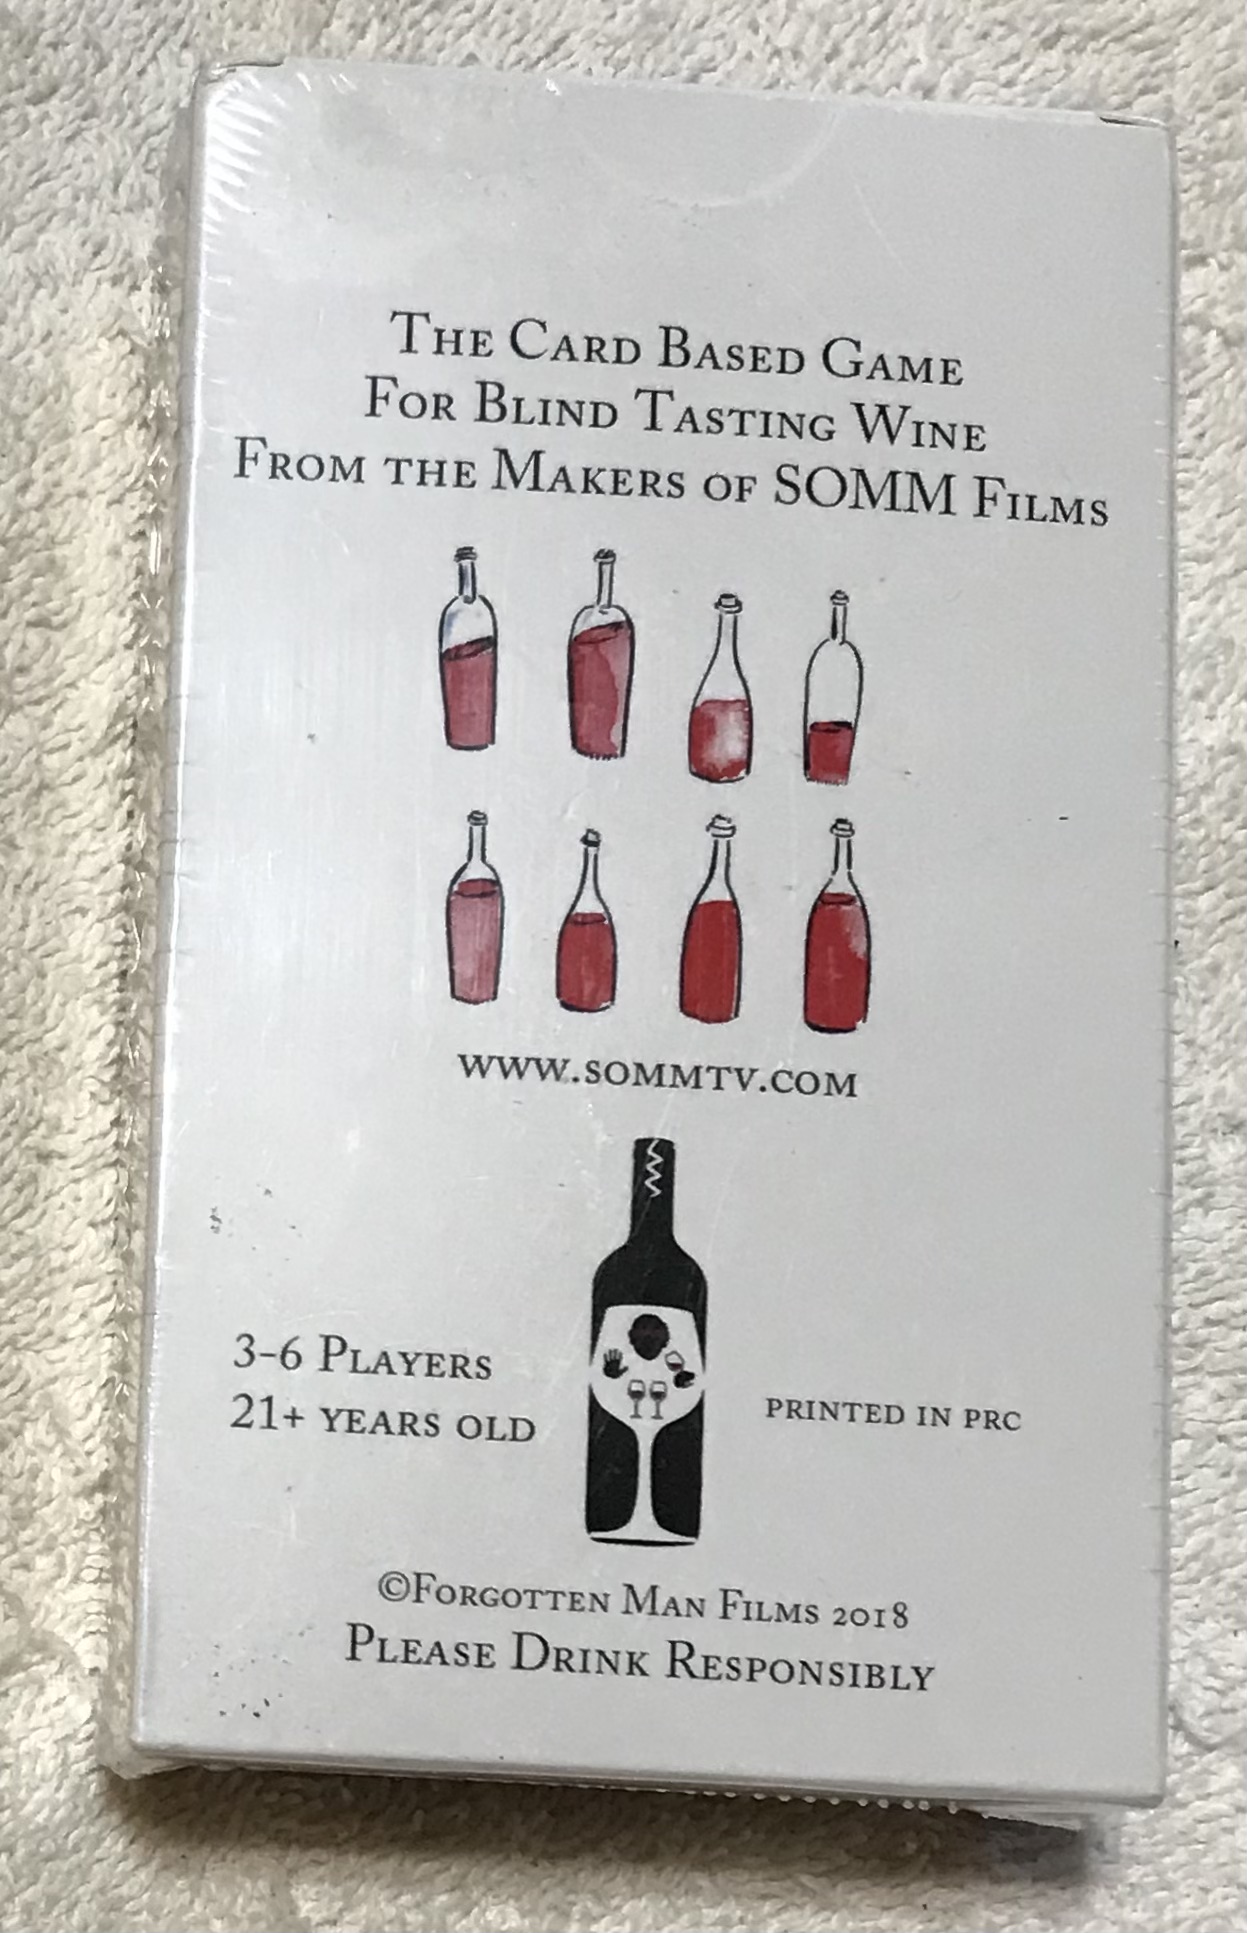 The Card Based Game
For Blind Tasting Wine
From the Makers of SOMM Films
www.sommtv.com
3-6 Players
21+ years old
printed in PRC
©Forgotten Man Films 2018
Please Drink Responsibly